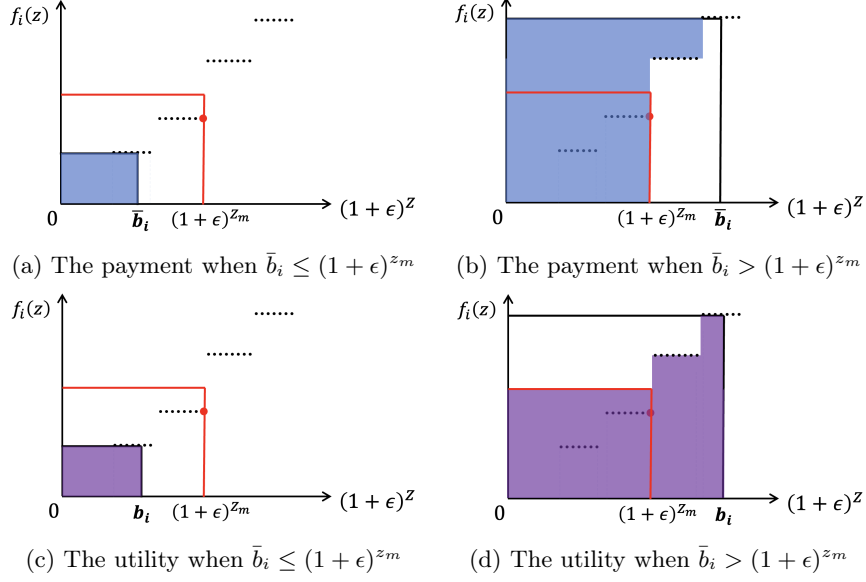 f_i(z)
0
b̄_i
(1 + ϵ)^{Z_m}
(1 + ϵ)^Z
(a) The payment when b̄_i ≤ (1 + ϵ)^{z_m}
f_i(z)
0
(1 + ϵ)^{Z_m}
b̄_i
(1 + ϵ)^Z
(b) The payment when b̄_i > (1 + ϵ)^{z_m}
f_i(z)
0
b_i
(1 + ϵ)^{Z_m}
(1 + ϵ)^Z
(c) The utility when b̄_i ≤ (1 + ϵ)^{z_m}
f_i(z)
0
(1 + ϵ)^{Z_m}
b_i
(1 + ϵ)^Z
(d) The utility when b̄_i > (1 + ϵ)^{z_m}